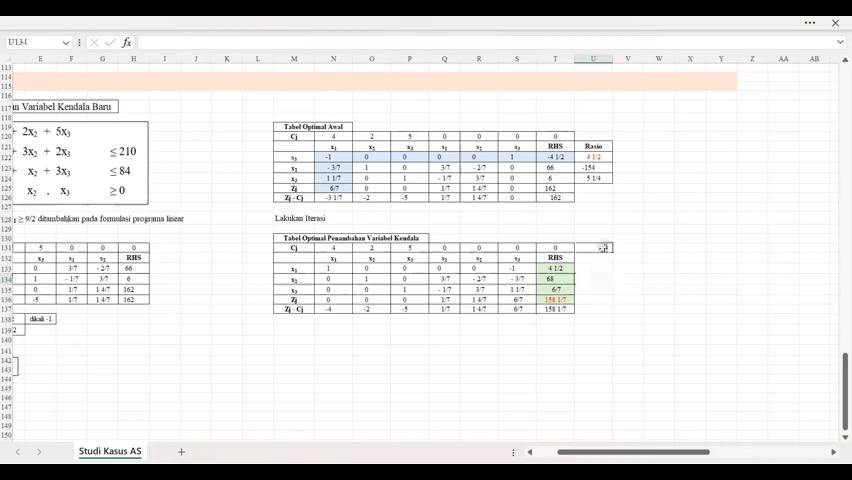 U13-l
fx
E F G H I J K L M N O P Q R S T U V W X Y Z AA AB
113
114
115
116
117 an Variabel Kendala Baru
118
119 Tabel Optimal Awal
120 + 2x2 + 5x3 Cj 4 2 5 0 0 0 0
121 x1 x2 x3 s1 s2 s3 RHS Rasio
122 + 3x2 + 2x3 ≤ 210 s3 -1 0 0 0 0 1 -4 1/2 4 1/2
123 x2 - 3/7 1 0 3/7 - 2/7 0 66 -154
124 x1 + 3x3 ≤ 84 x3 1 1/7 0 1 - 1/7 3/7 0 6 5 1/4
125 x2 , x3 ≥ 0 Zj 6/7 0 0 1/7 1 4/7 0 162
126 Zj - Cj -3 1/7 -2 -5 1/7 1 4/7 0 162
128 1 ≥ 9/2 ditambahkan pada formulasi programa linear Lakukan Iterasi
130 Tabel Optimal Penambahan Variabel Kendala
131 5 0 0 0 Cj 4 2 5 0 0 0 0
132 x3 s1 s2 RHS x1 x2 x3 s1 s2 s3 RHS
133 0 3/7 - 2/7 66 x1 1 0 0 0 0 -1 4 1/2
134 1 - 1/7 3/7 6 x2 0 1 0 3/7 - 2/7 - 3/7 68
135 0 1/7 1 4/7 162 x3 0 0 1 - 1/7 3/7 1 1/7 6/7
136 -5 1/7 1 4/7 162 Zj 0 0 0 1/7 1 4/7 6/7 158 1/7
137 Zj - Cj -4 -2 -5 1/7 1 4/7 6/7 158 1/7
138 dikali -1
139 2
140
141
142
143
144
145
146
147
148
149
150
Studi Kasus AS